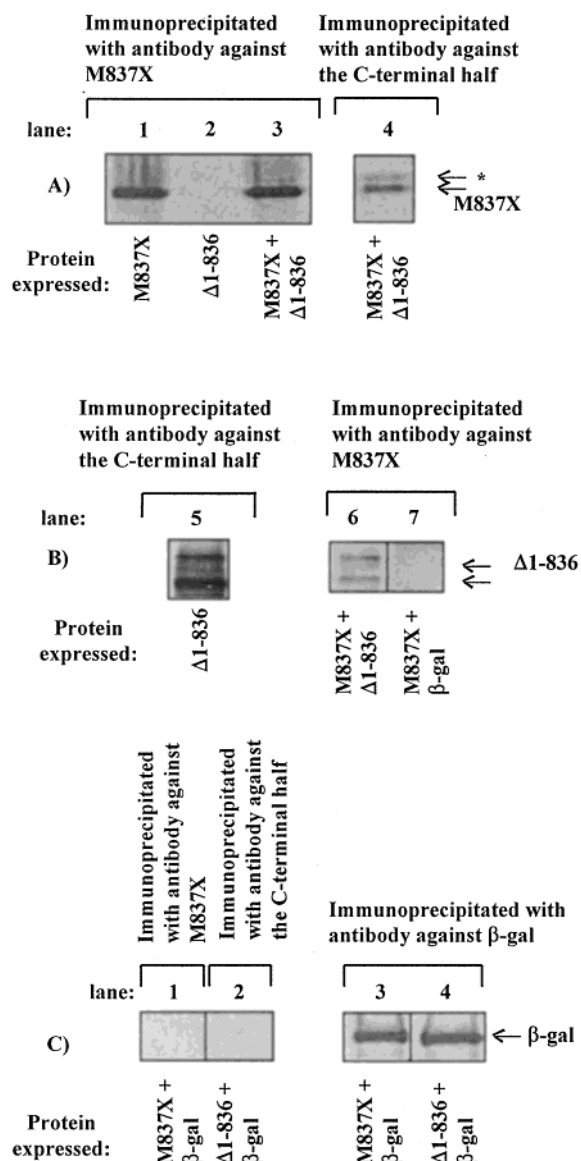 Immunoprecipitated
with antibody against
M837X
Immunoprecipitated
with antibody against
the C-terminal half
lane: 1 2 3 4
A)
*
M837X
Protein
expressed:
M837X
Δ1-836
M837X +
Δ1-836
M837X +
Δ1-836
Immunoprecipitated
with antibody against
the C-terminal half
Immunoprecipitated
with antibody against
M837X
lane: 5 6 7
B)
Δ1-836
Protein
expressed:
Δ1-836
M837X +
Δ1-836
M837X +
β-gal
Immunoprecipitated
with antibody against
M837X
Immunoprecipitated
with antibody against
the C-terminal half
Immunoprecipitated with
antibody against β-gal
lane: 1 2 3 4
C)
β-gal
Protein
expressed:
M837X +
β-gal
Δ1-836 +
β-gal
M837X +
β-gal
Δ1-836 +
β-gal